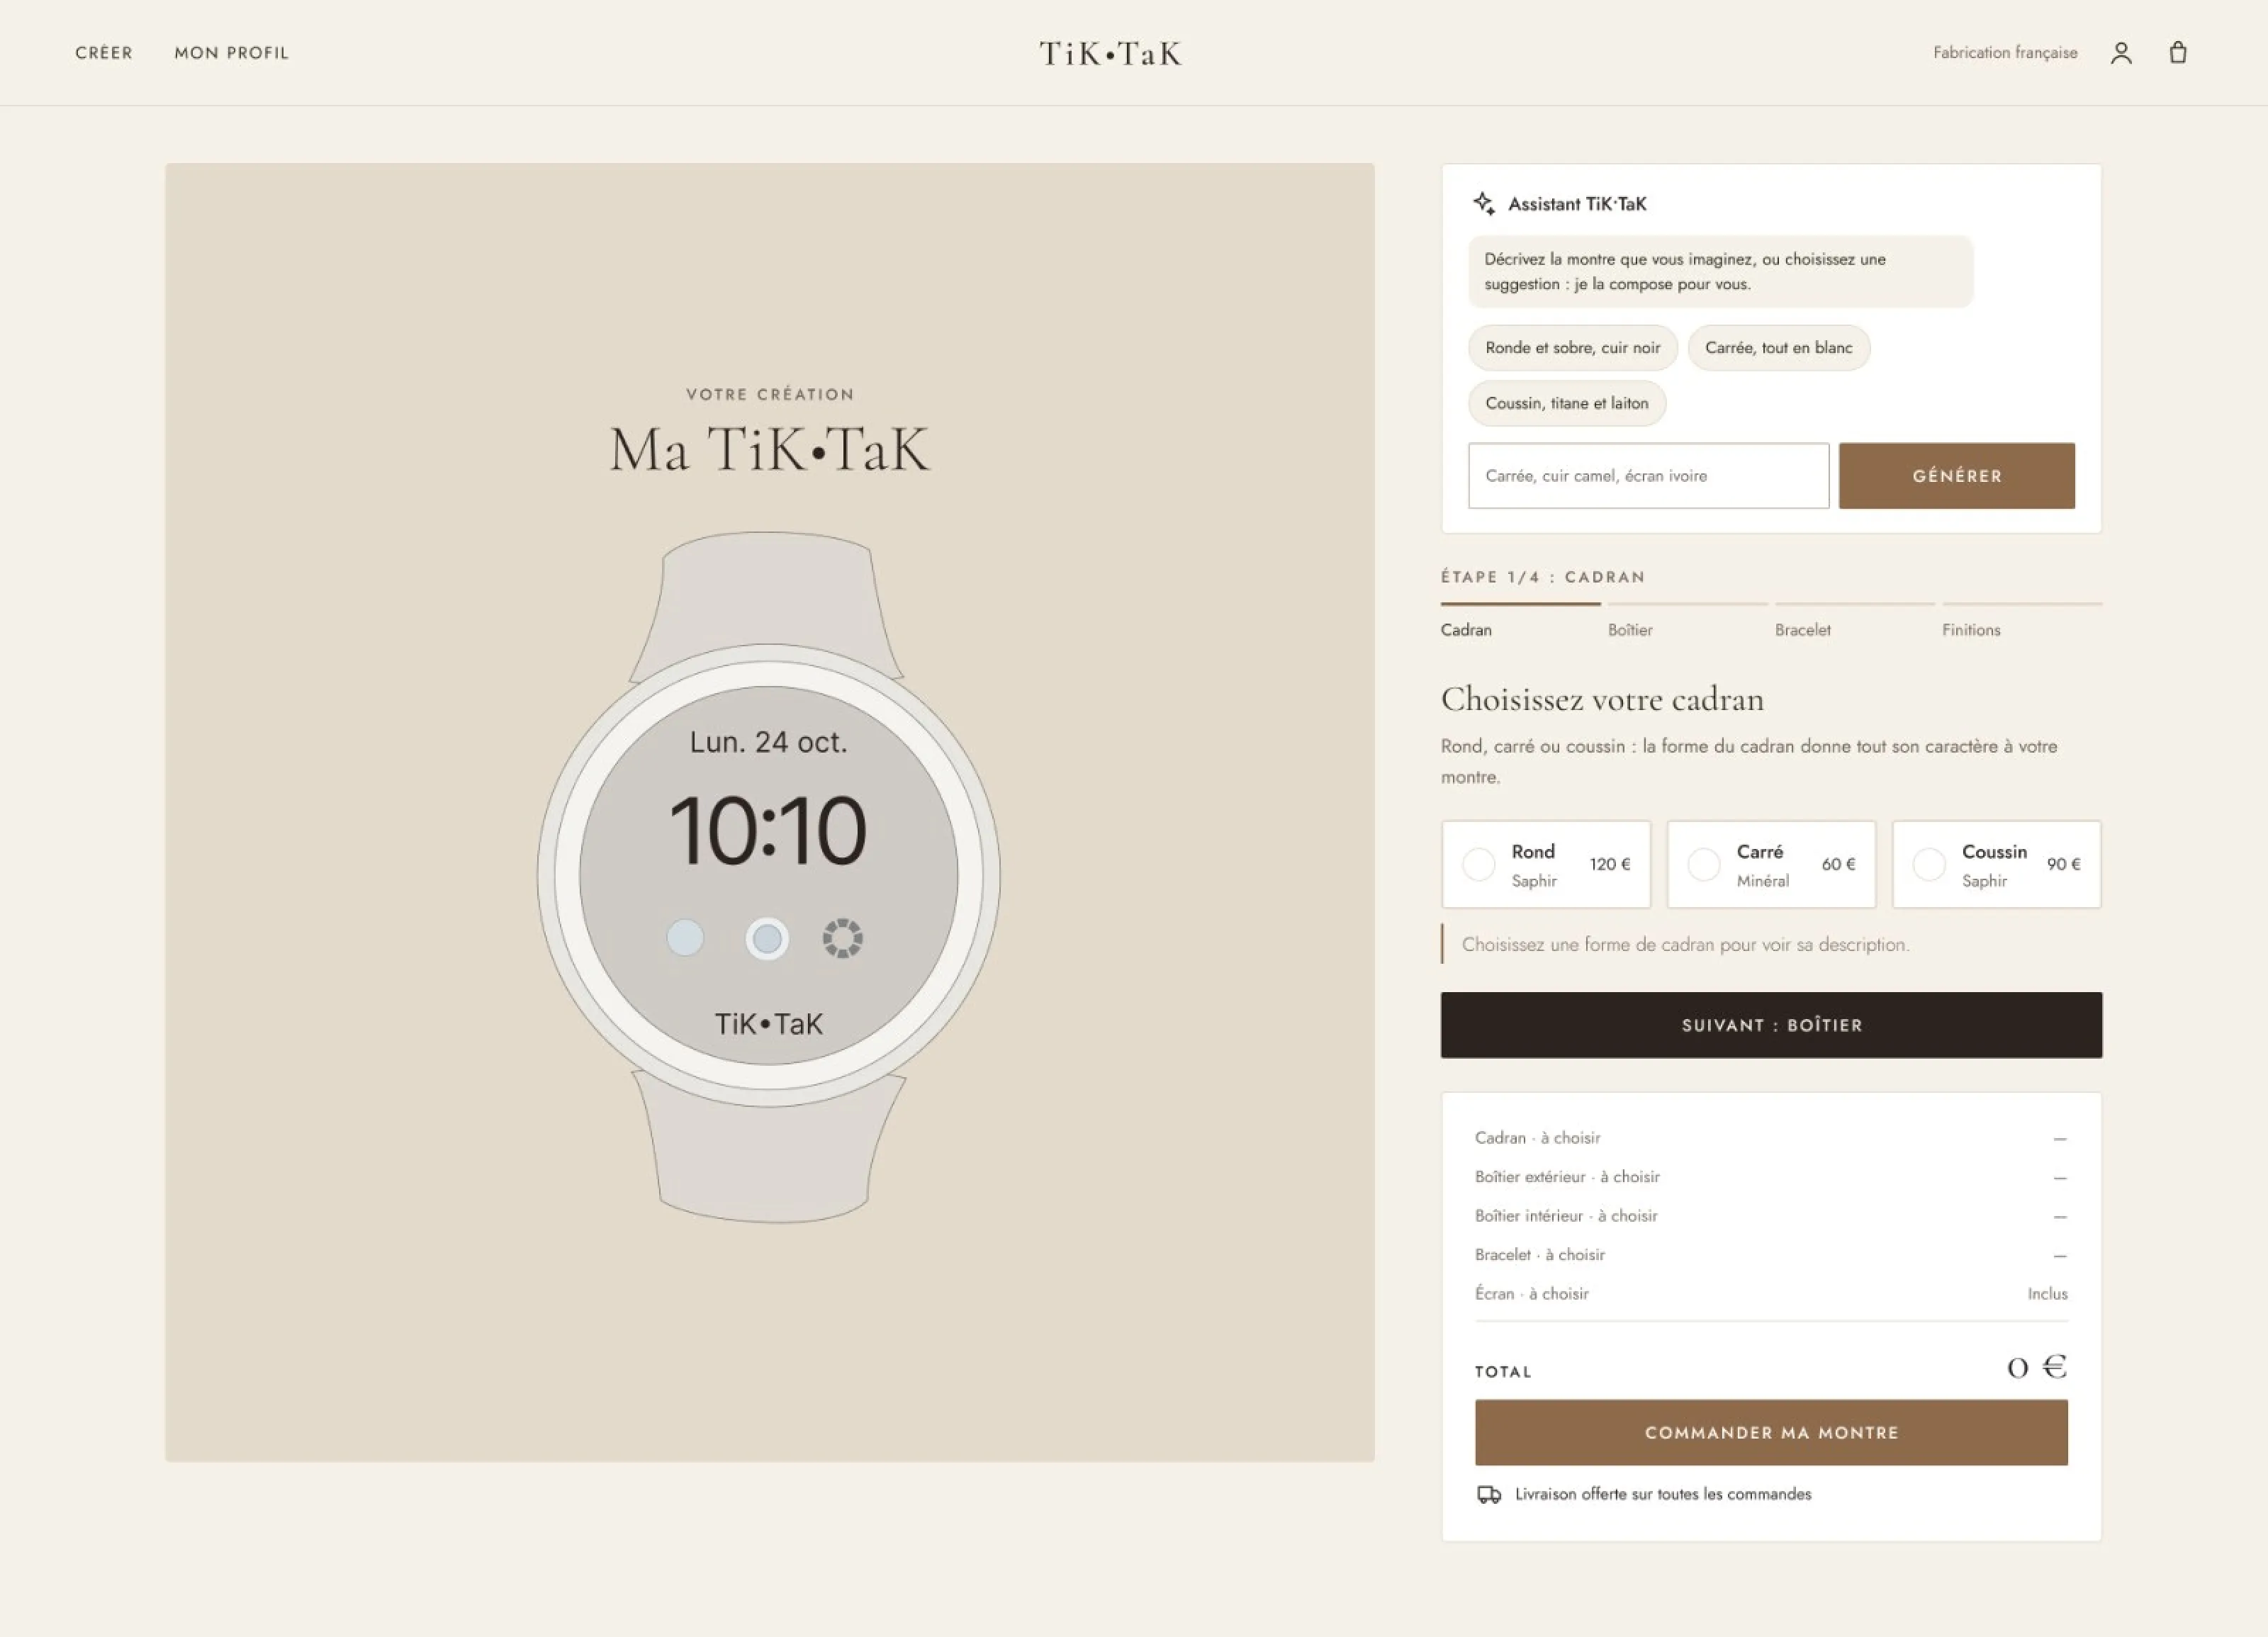 CRÉER
MON PROFIL
TiK•TaK
Fabrication française
VOTRE CRÉATION
Ma TiK•TaK
Lun. 24 oct.
10:10
TiK•TaK
Assistant TiK·TaK
Décrivez la montre que vous imaginez, ou choisissez une
suggestion : je la compose pour vous.
Ronde et sobre, cuir noir
Carrée, tout en blanc
Coussin, titane et laiton
Carrée, cuir camel, écran ivoire
GÉNÉRER
ÉTAPE 1/4 : CADRAN
Cadran
Boîtier
Bracelet
Finitions
Choisissez votre cadran
Rond, carré ou coussin : la forme du cadran donne tout son caractère à votre
montre.
Rond
Saphir
120 €
Carré
Minéral
60 €
Coussin
Saphir
90 €
Choisissez une forme de cadran pour voir sa description.
SUIVANT : BOÎTIER
Cadran · à choisir —
Boîtier extérieur · à choisir —
Boîtier intérieur · à choisir —
Bracelet · à choisir —
Écran · à choisir Inclus
TOTAL 0 €
COMMANDER MA MONTRE
Livraison offerte sur toutes les commandes